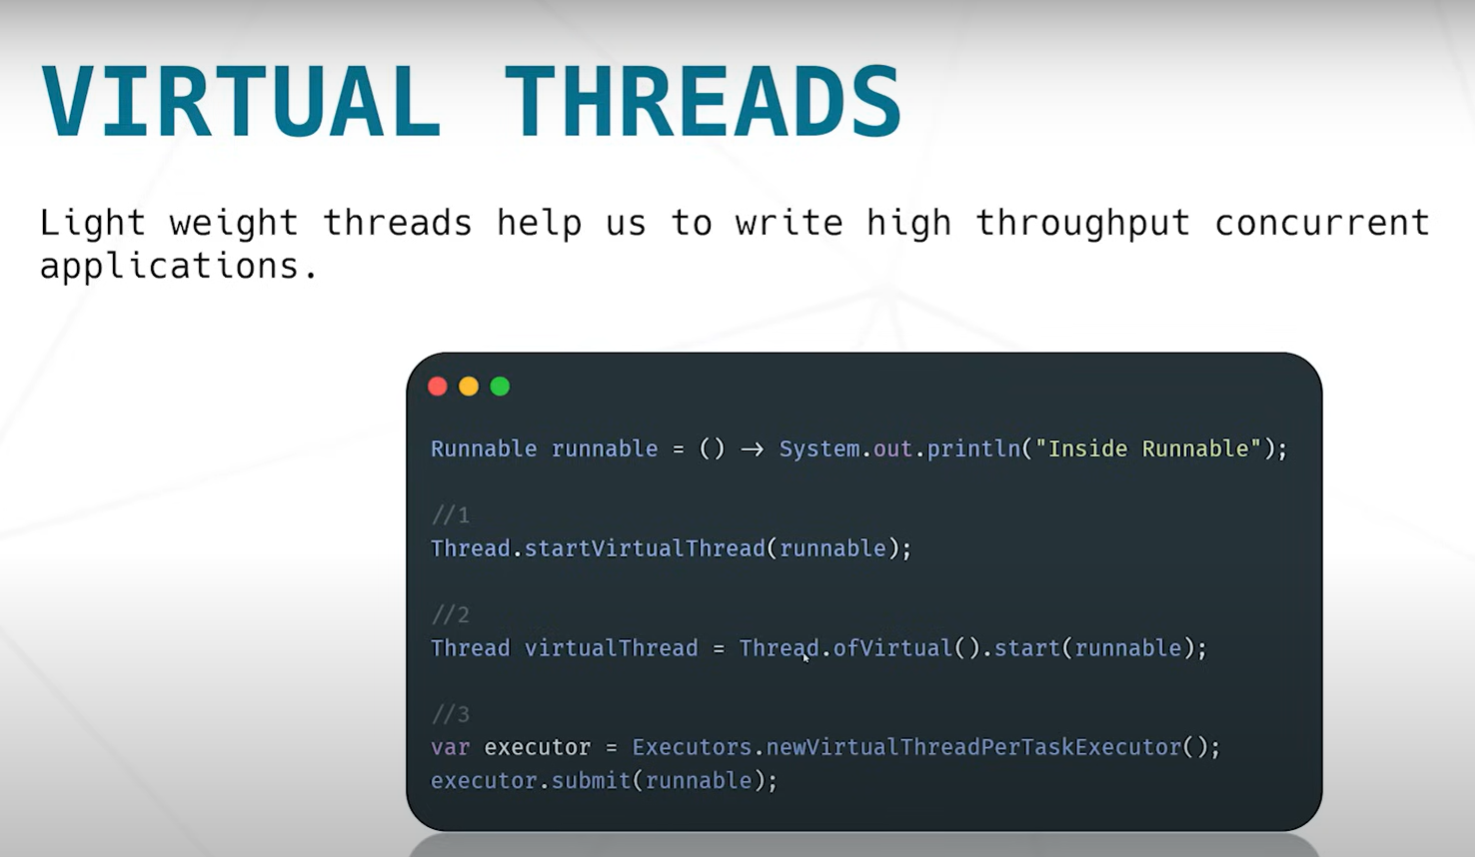 VIRTUAL THREADS
Light weight threads help us to write high throughput concurrent
applications.
Runnable runnable = () → System.out.println("Inside Runnable");
//1
Thread.startVirtualThread(runnable);
//2
Thread virtualThread = Thread.ofVirtual().start(runnable);
//3
var executor = Executors.newVirtualThreadPerTaskExecutor();
executor.submit(runnable);